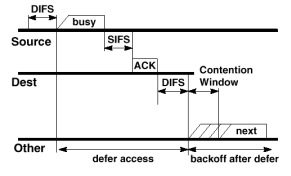 DIFS
busy
Source
SIFS
ACK
Dest
DIFS
Contention
Window
next
Other
defer access
backoff after defer